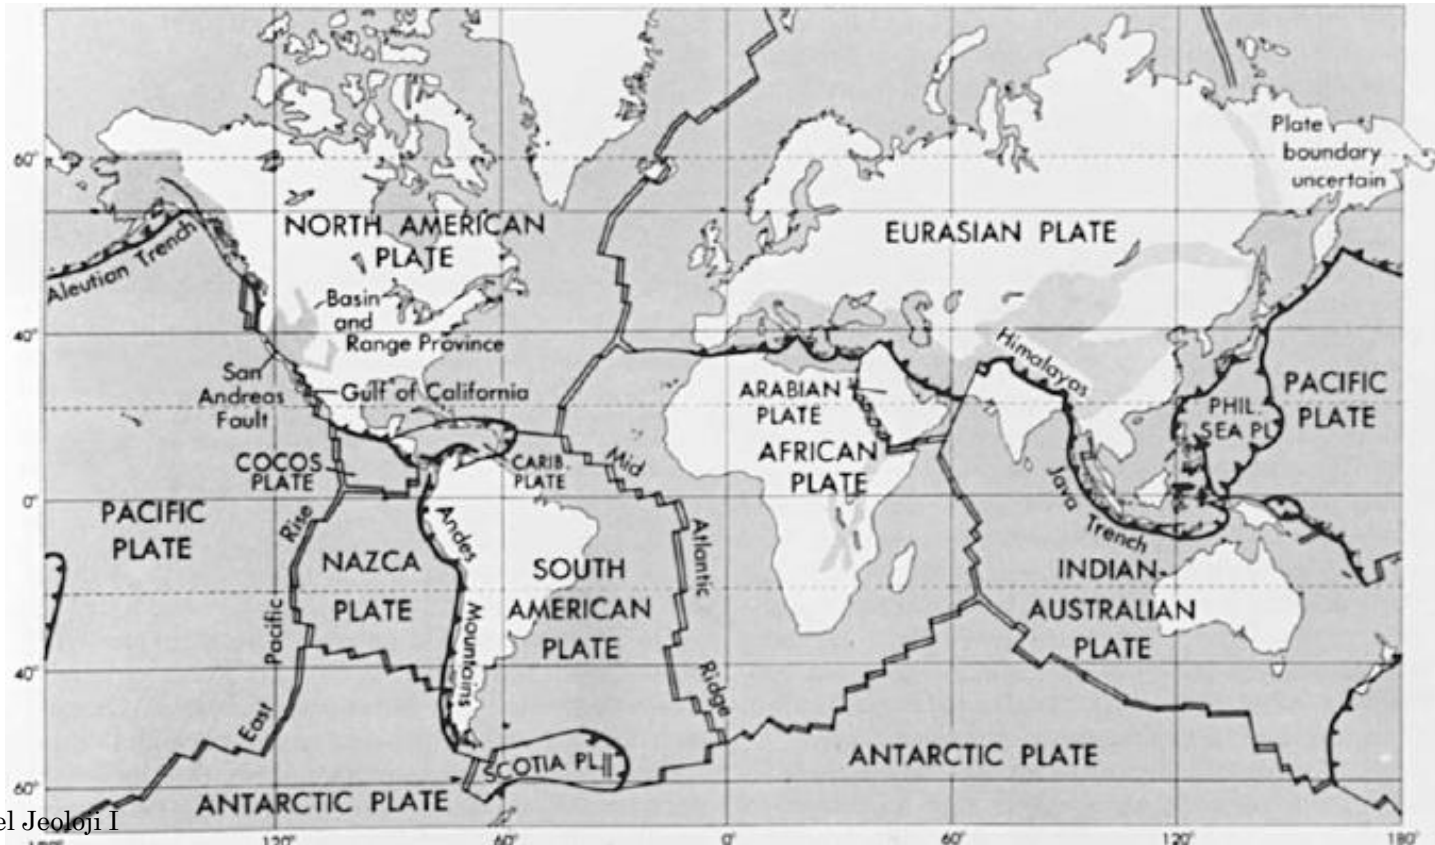 Plate
boundary
uncertain
60°
NORTH AMERICAN
PLATE
EURASIAN PLATE
Aleutian Trench
Basin
and
Range Province
40°
Himalayas
San
Andreas
Fault
Gulf of California
ARABIAN
PLATE
PHIL.
SEA PL
PACIFIC
PLATE
AFRICAN
PLATE
COCOS
PLATE
CARIB.
PLATE
Mid
Atlantic
Ridge
0°
PACIFIC
PLATE
Java Trench
Andes
Mountains
NAZCA
PLATE
SOUTH
AMERICAN
PLATE
INDIAN-
AUSTRALIAN
PLATE
East
Pacific
Rise
40°
SCOTIA PL
ANTARCTIC PLATE
60°
ANTARCTIC PLATE
el Jeoloji I
120°
60°
0°
60°
120°
180°